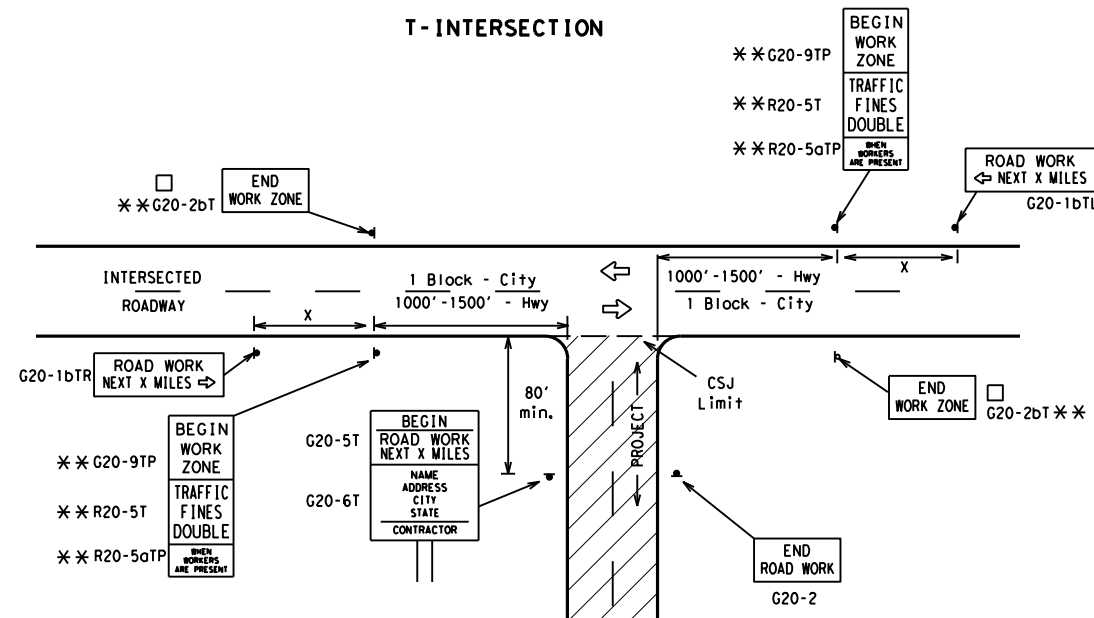 T-INTERSECTION
BEGIN
WORK
ZONE
TRAFFIC
FINES
DOUBLE
WHEN
WORKERS
ARE PRESENT
**G20-9TP
**R20-5T
**R20-5aTP
ROAD WORK
⇦ NEXT X MILES
G20-1bTL
□
**G20-2bT
END
WORK ZONE
INTERSECTED
ROADWAY
X
1 Block - City
1000'-1500' - Hwy
⇦
⇨
1000'-1500' - Hwy
1 Block - City
X
G20-1bTR
ROAD WORK
NEXT X MILES ⇨
80'
min.
CSJ
Limit
PROJECT
END
WORK ZONE
□
G20-2bT**
**G20-9TP
**R20-5T
**R20-5aTP
BEGIN
WORK
ZONE
TRAFFIC
FINES
DOUBLE
WHEN
WORKERS
ARE PRESENT
G20-5T
G20-6T
BEGIN
ROAD WORK
NEXT X MILES
NAME
ADDRESS
CITY
STATE
CONTRACTOR
END
ROAD WORK
G20-2